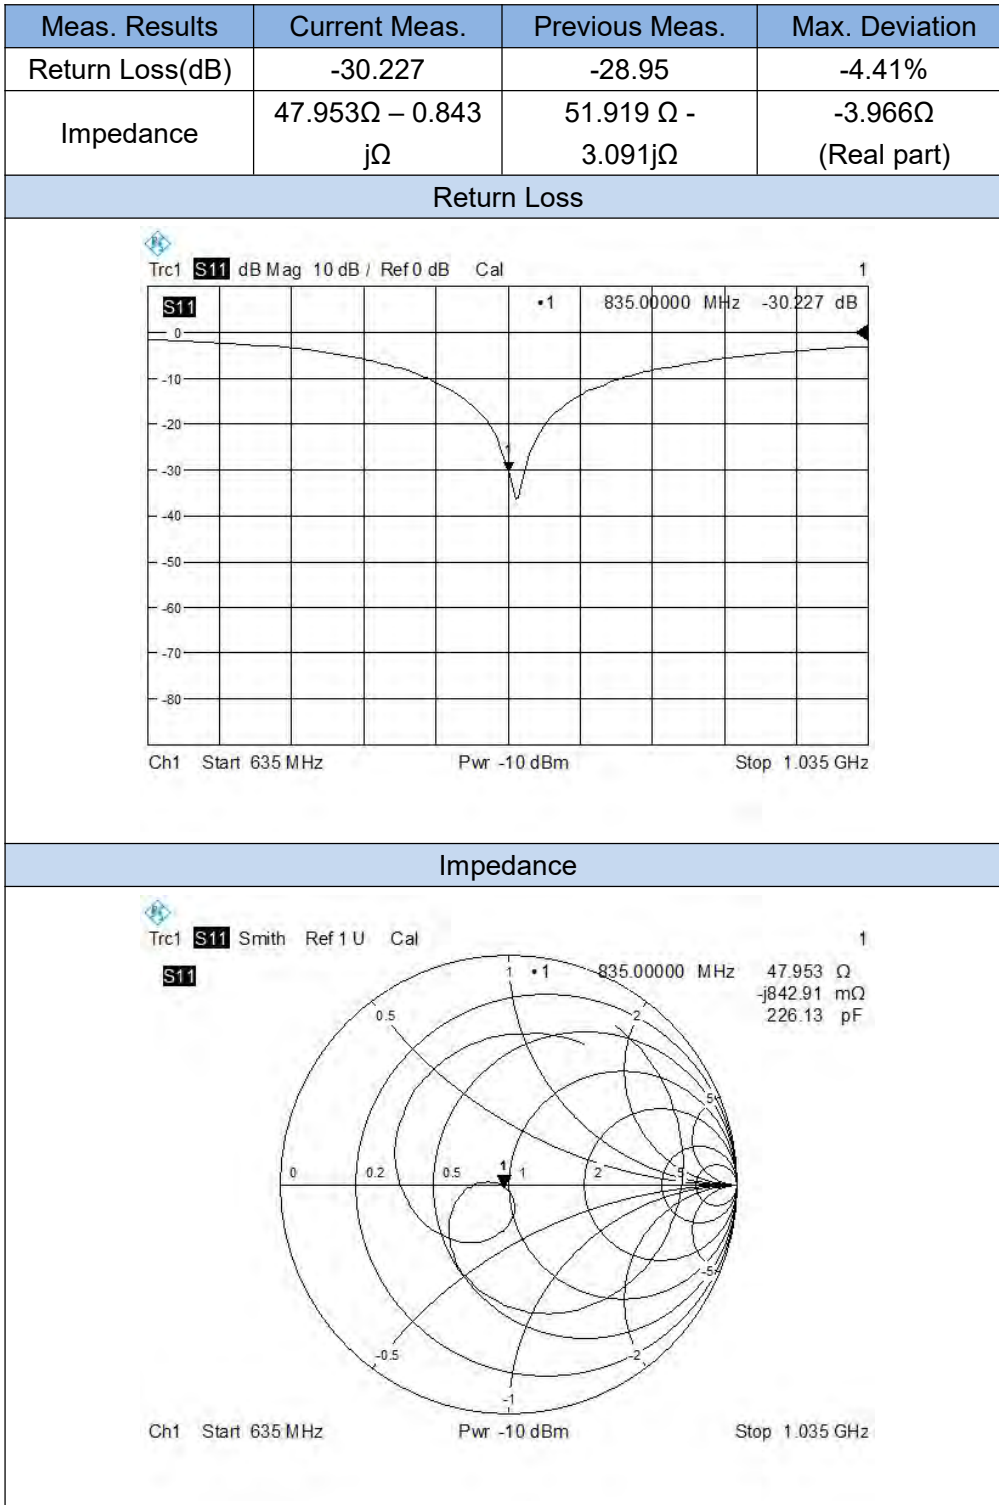 Meas. Results Current Meas. Previous Meas. Max. Deviation
Return Loss(dB) -30.227 -28.95 -4.41%
Impedance 47.953Ω – 0.843 jΩ 51.919 Ω - 3.091jΩ -3.966Ω (Real part)
Return Loss
Trc1 S11 dB Mag 10 dB / Ref 0 dB Cal 1
S11 •1 835.00000 MHz -30.227 dB
0
-10
-20
1
-30
-40
-50
-60
-70
-80
Ch1 Start 635 MHz Pwr -10 dBm Stop 1.035 GHz
Impedance
Trc1 S11 Smith Ref 1 U Cal 1
S11 1 •1 835.00000 MHz 47.953 Ω
-j842.91 mΩ
0.5 2 226.13 pF
5
0 0.2 0.5 1 1 2 5
-5
-0.5 -2
-1
Ch1 Start 635 MHz Pwr -10 dBm Stop 1.035 GHz